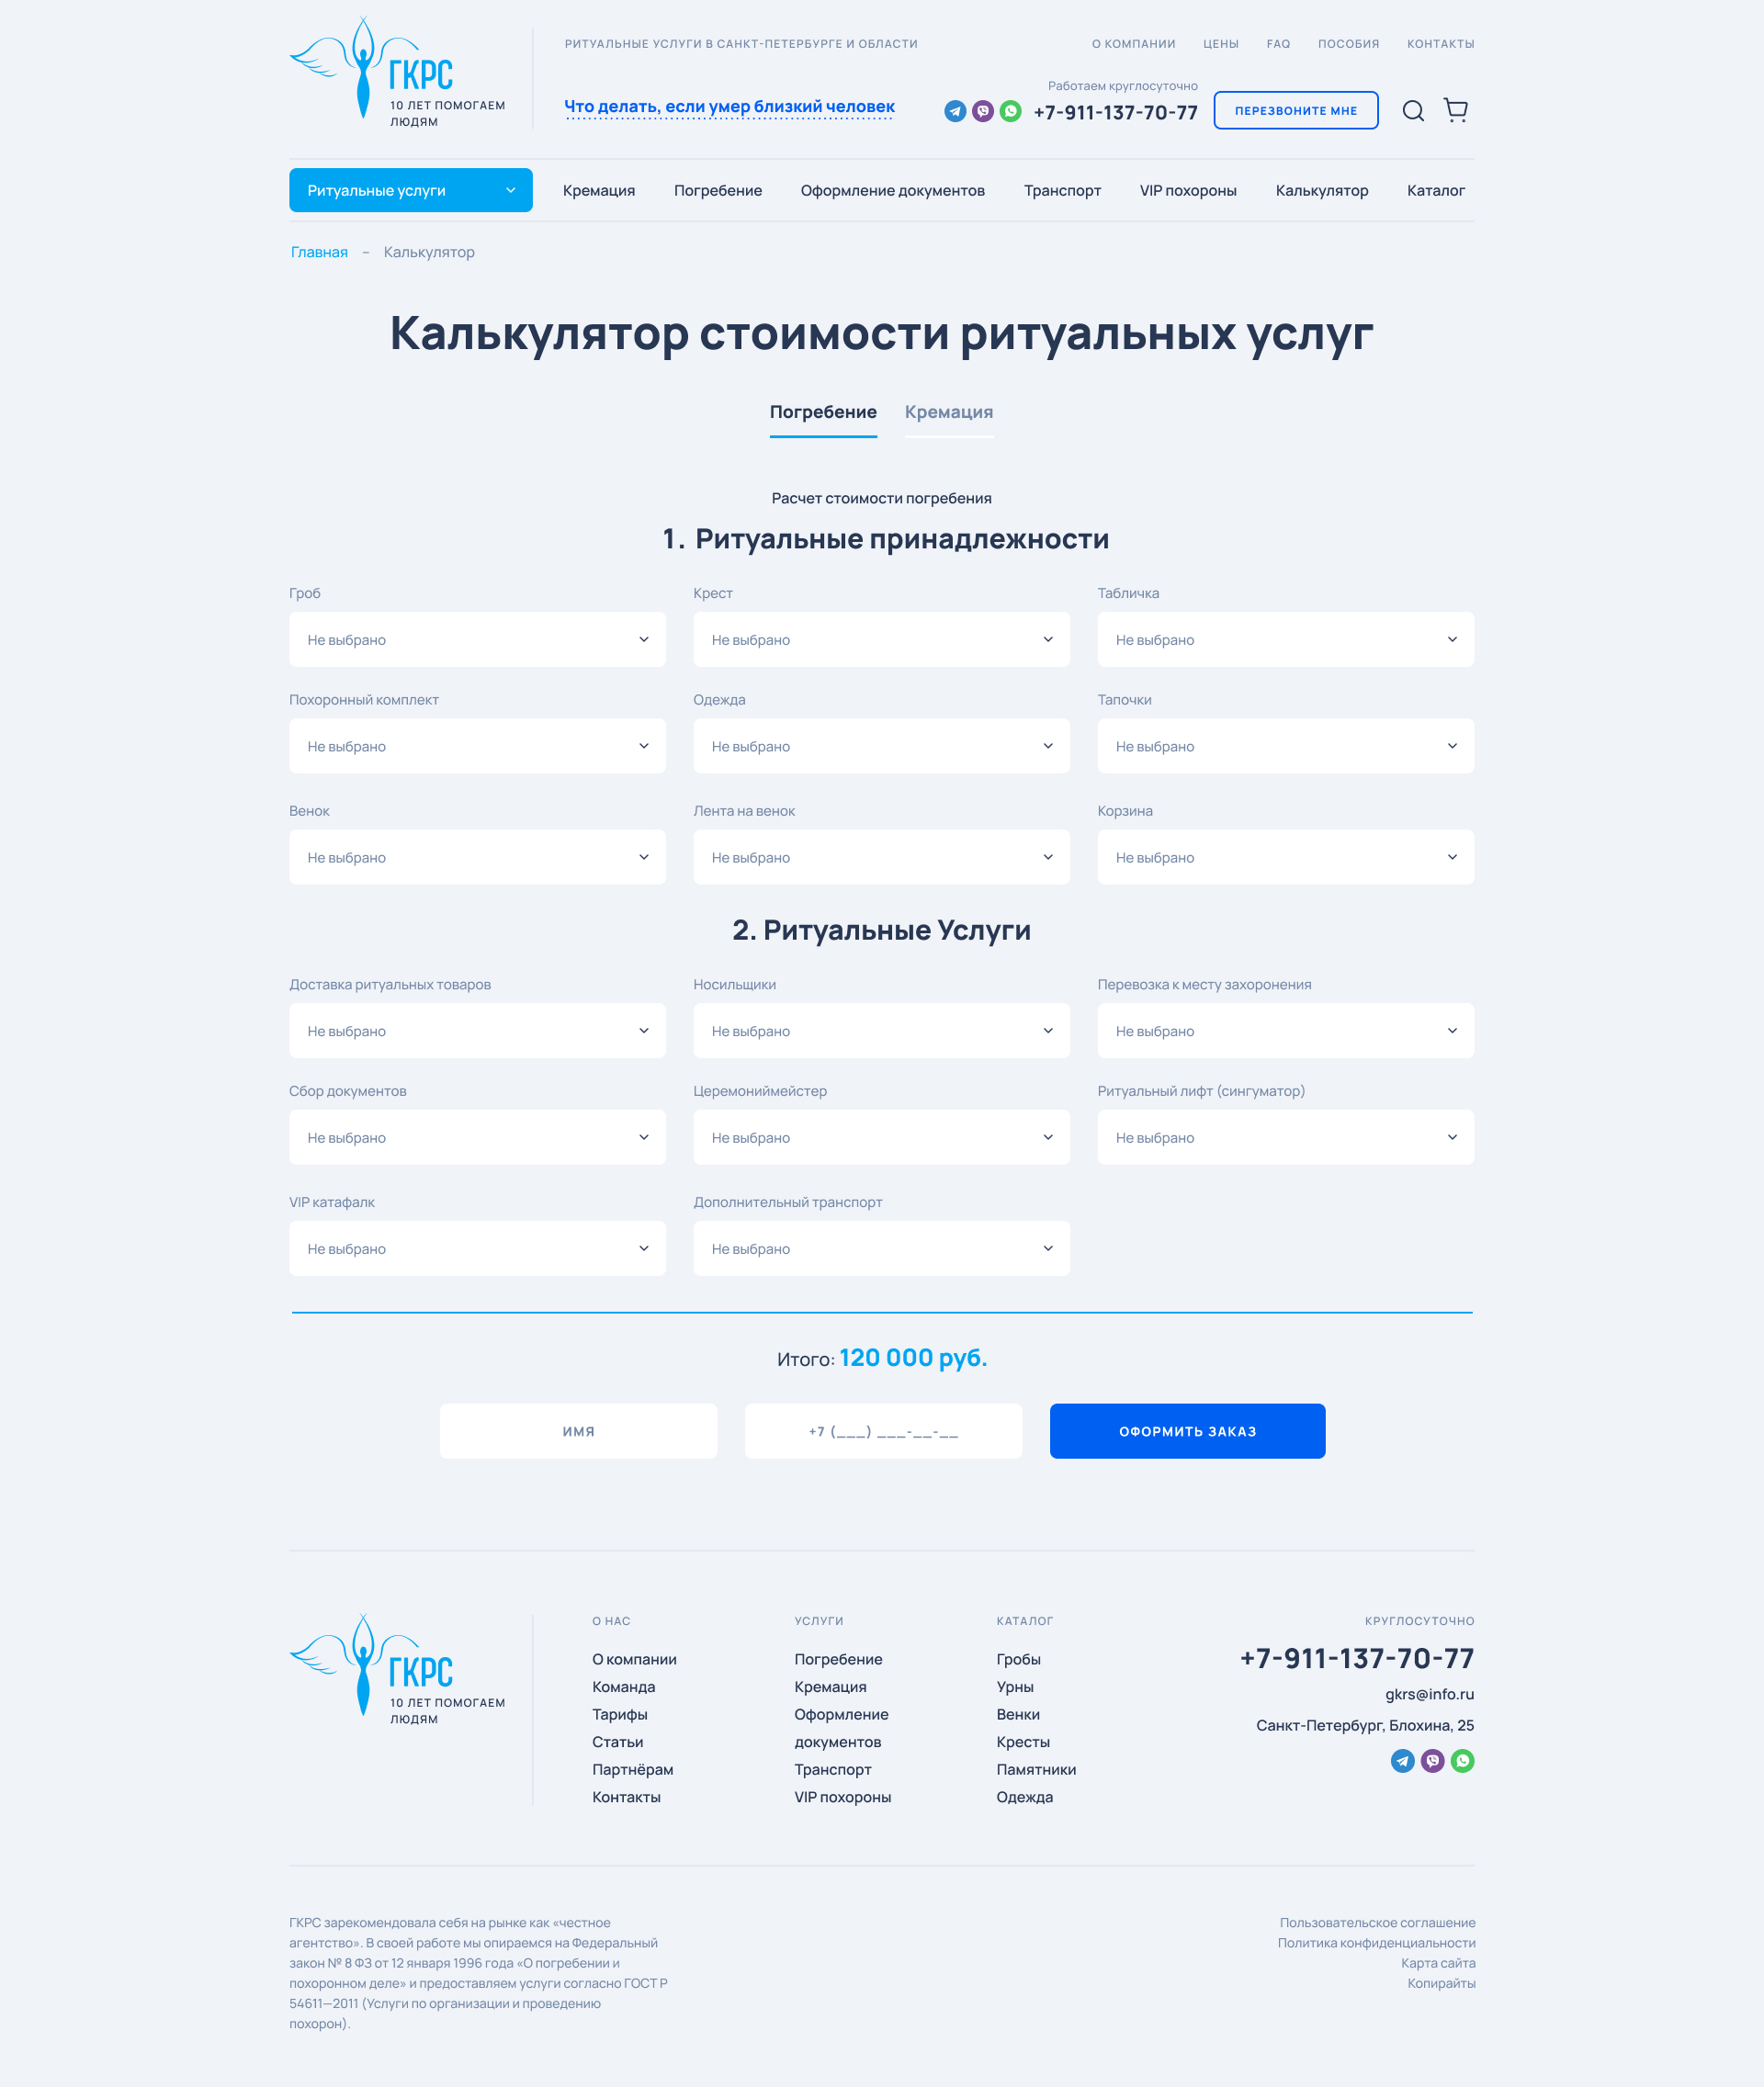 ГКРС
10 ЛЕТ ПОМОГАЕМ
ЛЮДЯМ
РИТУАЛЬНЫЕ УСЛУГИ В САНКТ-ПЕТЕРБУРГЕ И ОБЛАСТИ
О КОМПАНИИ ЦЕНЫ FAQ ПОСОБИЯ КОНТАКТЫ
Что делать, если умер близкий человек
Работаем круглосуточно
+7-911-137-70-77
ПЕРЕЗВОНИТЕ МНЕ
Ритуальные услуги Кремация Погребение Оформление документов Транспорт VIP похороны Калькулятор Каталог
Главная – Калькулятор
Калькулятор стоимости ритуальных услуг
Погребение Кремация
Расчет стоимости погребения
1. Ритуальные принадлежности
Гроб Крест Табличка
Не выбрано Не выбрано Не выбрано
Похоронный комплект Одежда Тапочки
Не выбрано Не выбрано Не выбрано
Венок Лента на венок Корзина
Не выбрано Не выбрано Не выбрано
2. Ритуальные Услуги
Доставка ритуальных товаров Носильщики Перевозка к месту захоронения
Не выбрано Не выбрано Не выбрано
Сбор документов Церемониймейстер Ритуальный лифт (сингуматор)
Не выбрано Не выбрано Не выбрано
VIP катафалк Дополнительный транспорт
Не выбрано Не выбрано
Итого: 120 000 руб.
ИМЯ +7 (___) ___-__-__ ОФОРМИТЬ ЗАКАЗ
ГКРС
10 ЛЕТ ПОМОГАЕМ
ЛЮДЯМ
О НАС
О компании
Команда
Тарифы
Статьи
Партнёрам
Контакты
УСЛУГИ
Погребение
Кремация
Оформление
документов
Транспорт
VIP похороны
КАТАЛОГ
Гробы
Урны
Венки
Кресты
Памятники
Одежда
КРУГЛОСУТОЧНО
+7-911-137-70-77
gkrs@info.ru
Санкт-Петербург, Блохина, 25
ГКРС зарекомендовала себя на рынке как «честное
агентство». В своей работе мы опираемся на Федеральный
закон № 8 ФЗ от 12 января 1996 года «О погребении и
похоронном деле» и предоставляем услуги согласно ГОСТ Р
54611—2011 (Услуги по организации и проведению
похорон).
Пользовательское соглашение
Политика конфиденциальности
Карта сайта
Копирайты